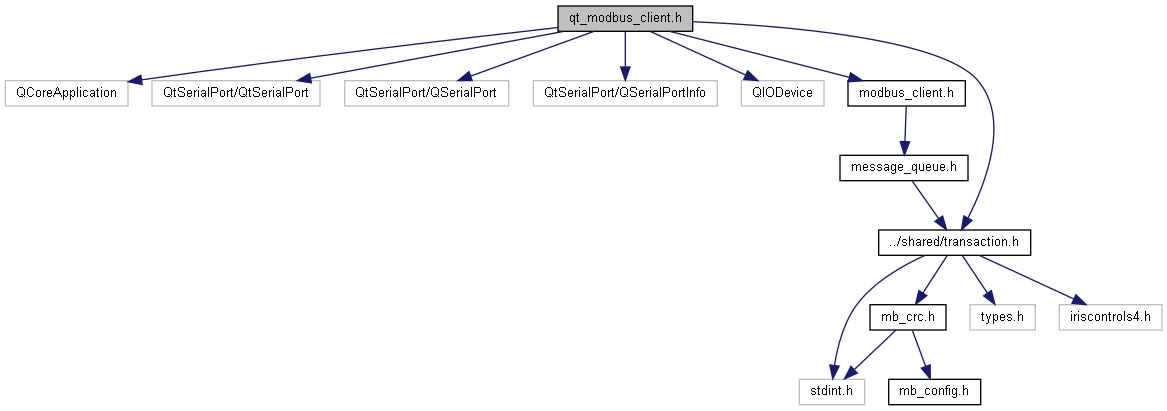 qt_modbus_client.h
QCoreApplication
QtSerialPort/QtSerialPort
QtSerialPort/QSerialPort
QtSerialPort/QSerialPortInfo
QIODevice
modbus_client.h
message_queue.h
../shared/transaction.h
mb_crc.h
types.h
iriscontrols4.h
stdint.h
mb_config.h